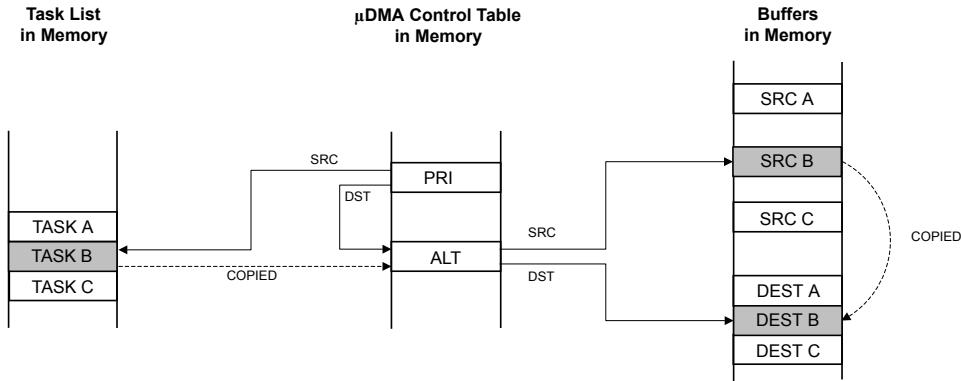 Task List
in Memory
µDMA Control Table
in Memory
Buffers
in Memory
SRC A
SRC
SRC B
PRI
DST
TASK A
SRC C
SRC
COPIED
TASK B
ALT
COPIED
DST
TASK C
DEST A
DEST B
DEST C